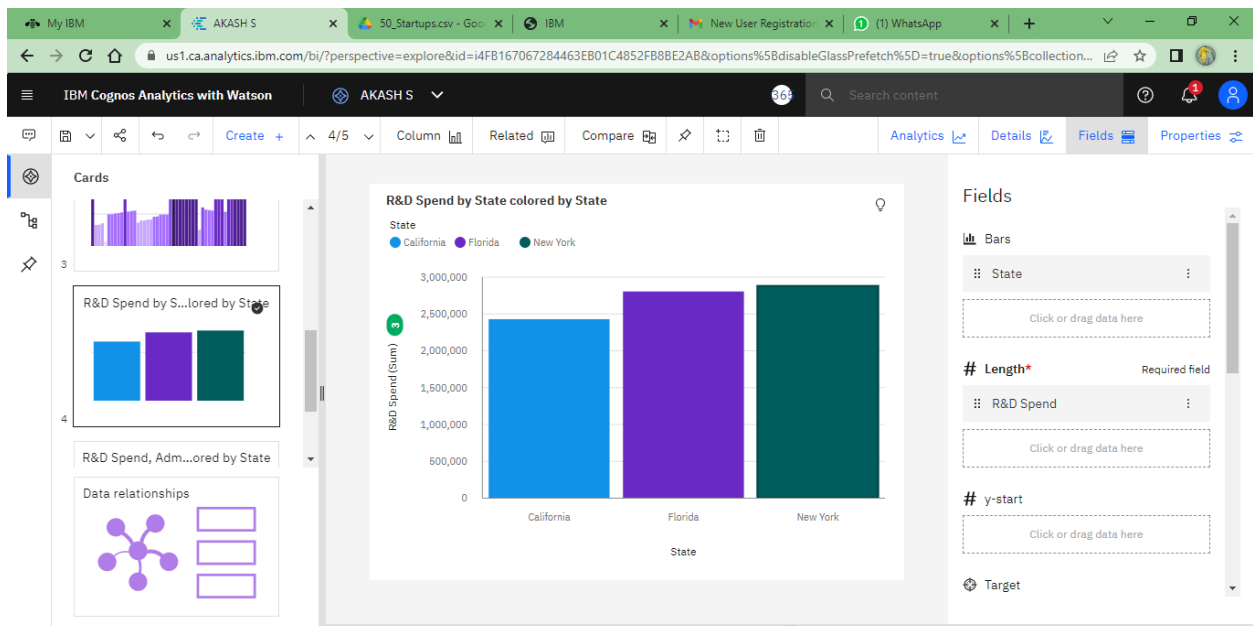 My IBM
AKASH S
50_Startups.csv - Goo
IBM
New User Registration
(1) WhatsApp
us1.ca.analytics.ibm.com/bi/?perspective=explore&id=i4FB167067284463EB01C4852FB8BE2AB&options%5BdisableGlassPrefetch%5D=true&options%5Bcollection...
IBM Cognos Analytics with Watson
AKASH S
365
Search content
1
Create +
4/5
Column
Related
Compare
Analytics
Details
Fields
Properties
Cards
3
R&D Spend by S...lored by State
4
R&D Spend, Adm...ored by State
Data relationships
R&D Spend by State colored by State
State
California
Florida
New York
3,000,000
2,500,000
2,000,000
1,500,000
1,000,000
500,000
0
R&D Spend (Sum)
3
California
Florida
New York
State
Fields
Bars
State
Click or drag data here
# Length*
Required field
R&D Spend
Click or drag data here
# y-start
Click or drag data here
Target